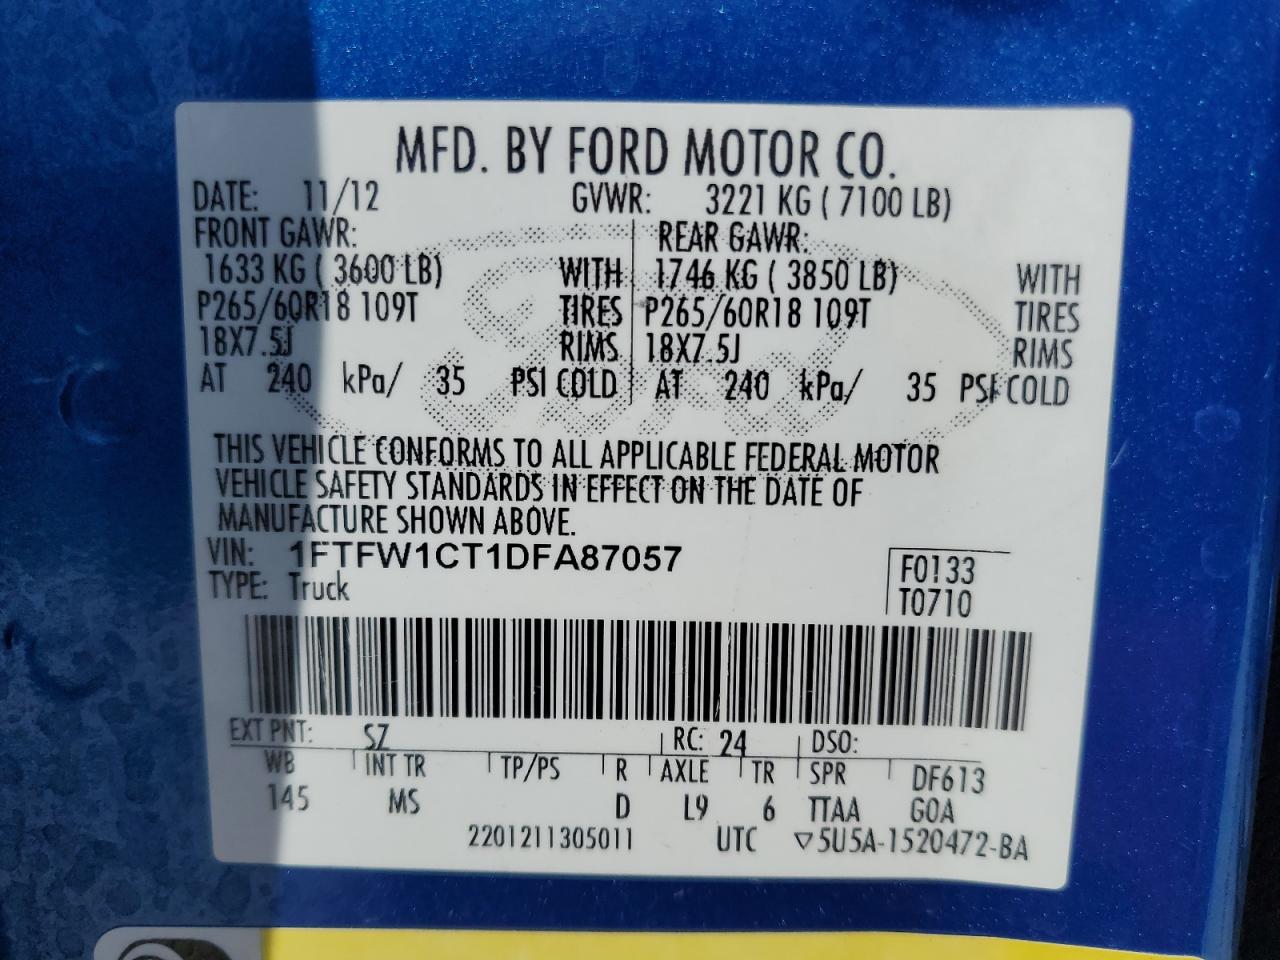 MFD. BY FORD MOTOR CO.
DATE: 11/12 GVWR: 3221 KG ( 7100 LB)
FRONT GAWR: REAR GAWR:
1633 KG ( 3600 LB) WITH 1746 KG ( 3850 LB) WITH
P265/60R18 109T TIRES P265/60R18 109T TIRES
18X7.5J RIMS 18X7.5J RIMS
AT 240 kPa/ 35 PSI COLD AT 240 kPa/ 35 PSI COLD
THIS VEHICLE CONFORMS TO ALL APPLICABLE FEDERAL MOTOR
VEHICLE SAFETY STANDARDS IN EFFECT ON THE DATE OF
MANUFACTURE SHOWN ABOVE.
VIN: 1FTFW1CT1DFA87057 F0133
TYPE: Truck T0710
EXT PNT: SZ RC: 24 DSO:
WB INT TR TP/PS R AXLE TR SPR DF613
145 MS D L9 6 TTAA GOA
2201211305011 UTC ▽5U5A-1520472-BA